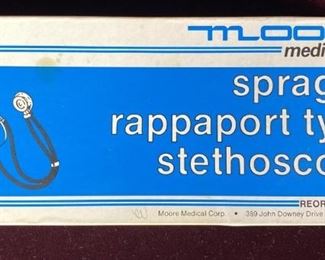 moo
medi
sprag
rappaport ty
stethosco
REOR
Moore Medical Corp. • 389 John Downey Drive